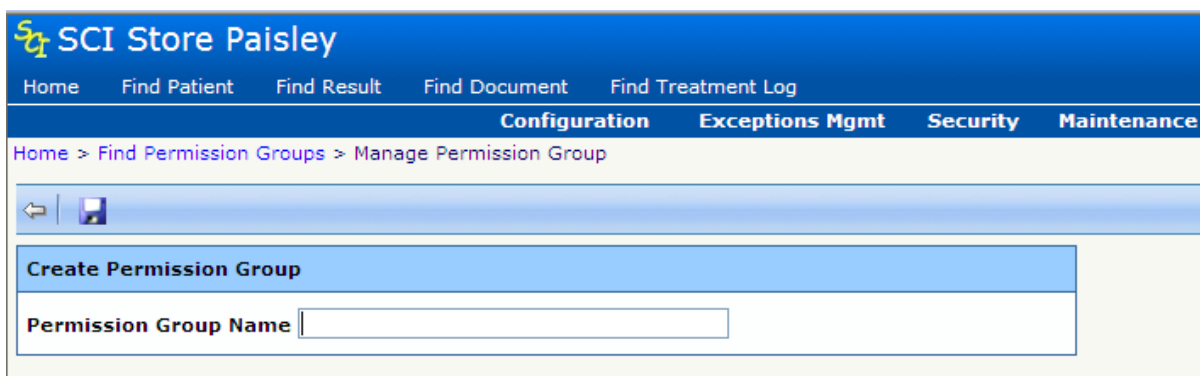 SCI SCI Store Paisley
Home Find Patient Find Result Find Document Find Treatment Log
Configuration Exceptions Mgmt Security Maintenance
Home > Find Permission Groups > Manage Permission Group
Create Permission Group
Permission Group Name